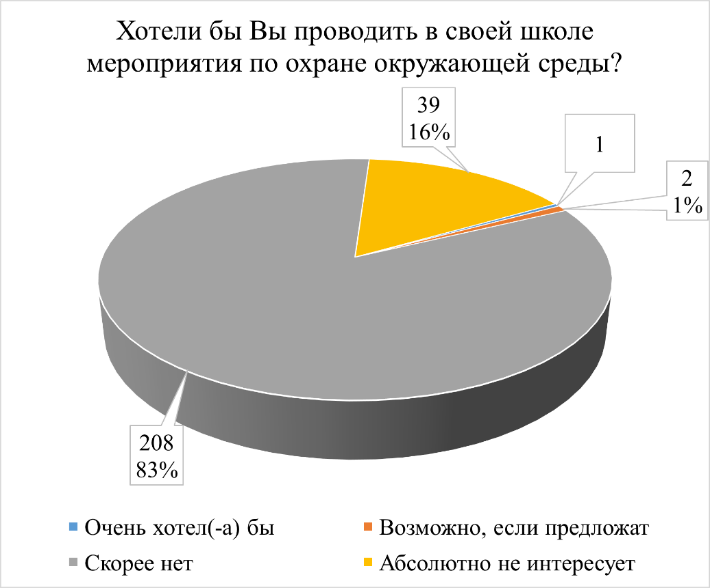 Хотели бы Вы проводить в своей школе
мероприятия по охране окружающей среды?
39
16%
1
2
1%
208
83%
Очень хотел(-а) бы
Возможно, если предложат
Скорее нет
Абсолютно не интересует